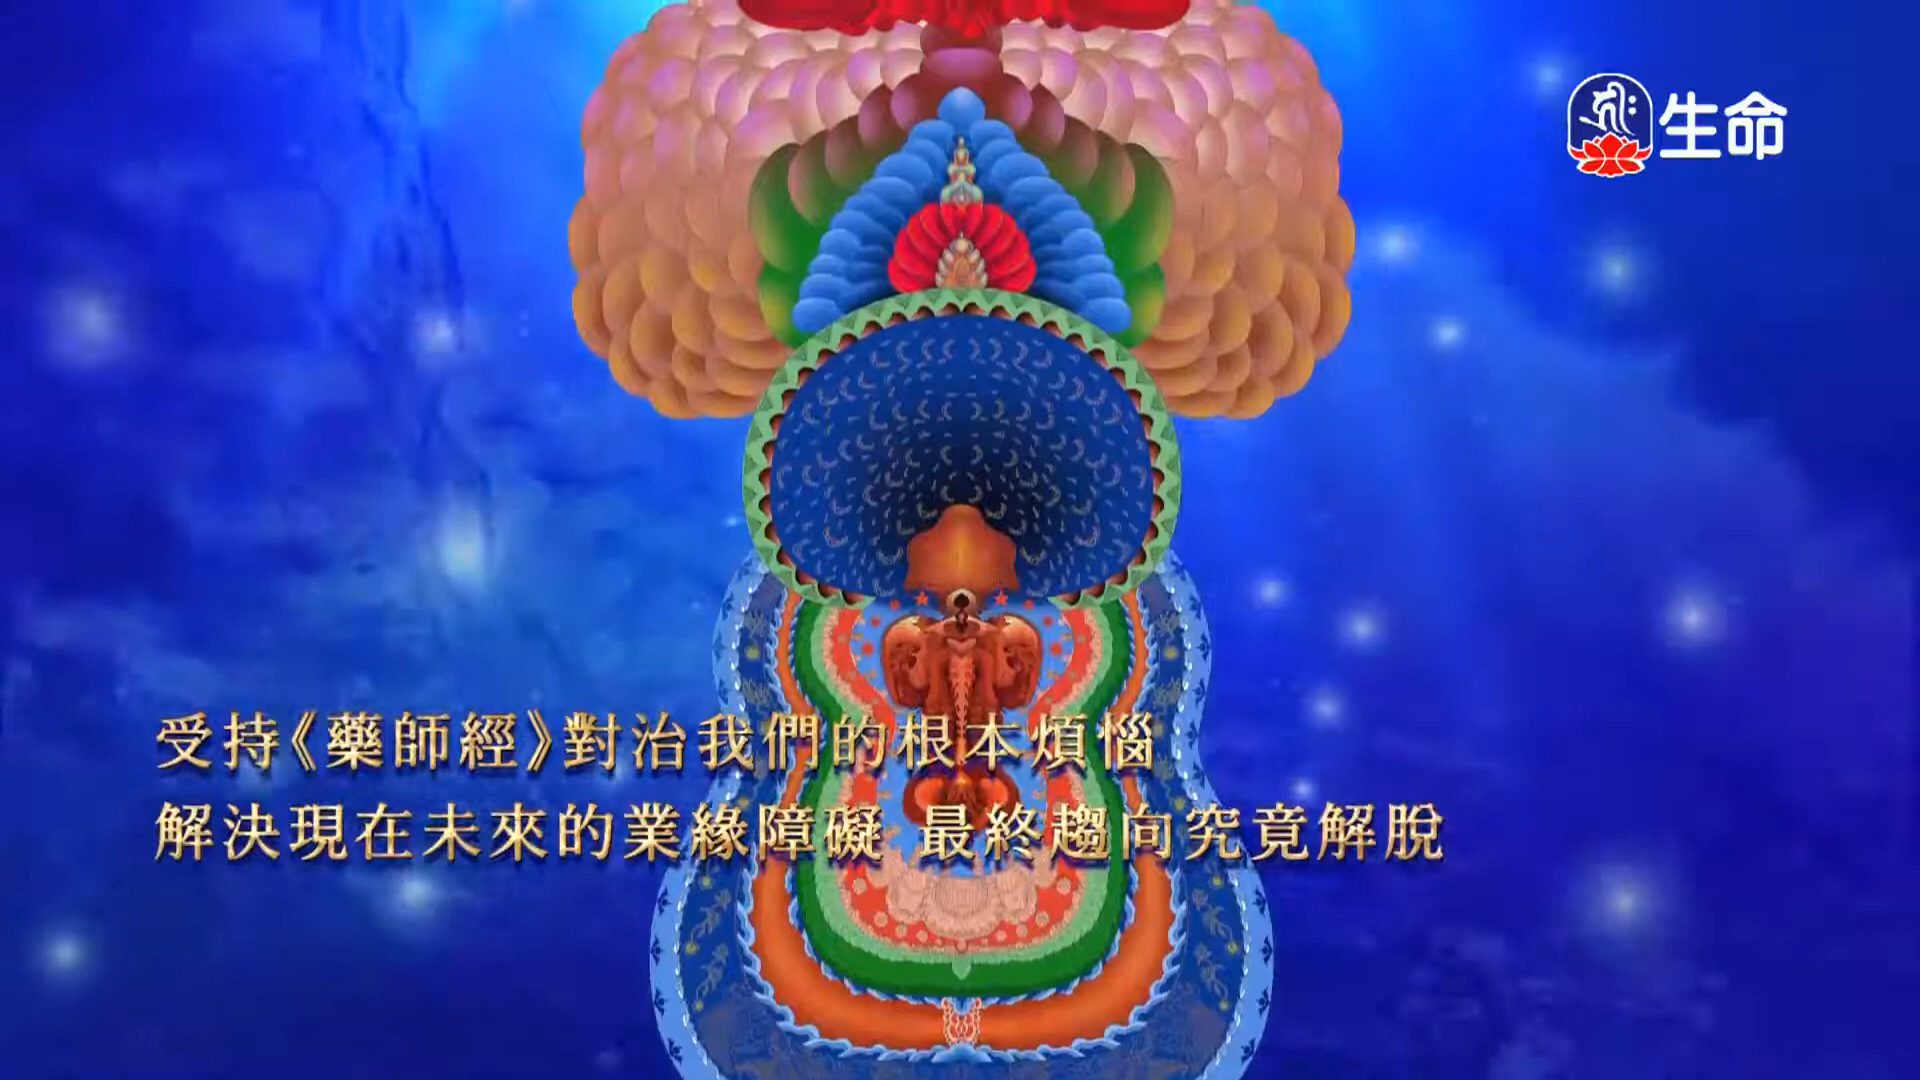 生命
受持《藥師經》對治我們的根本煩惱
解決現在未來的業緣障礙 最終趨向究竟解脫